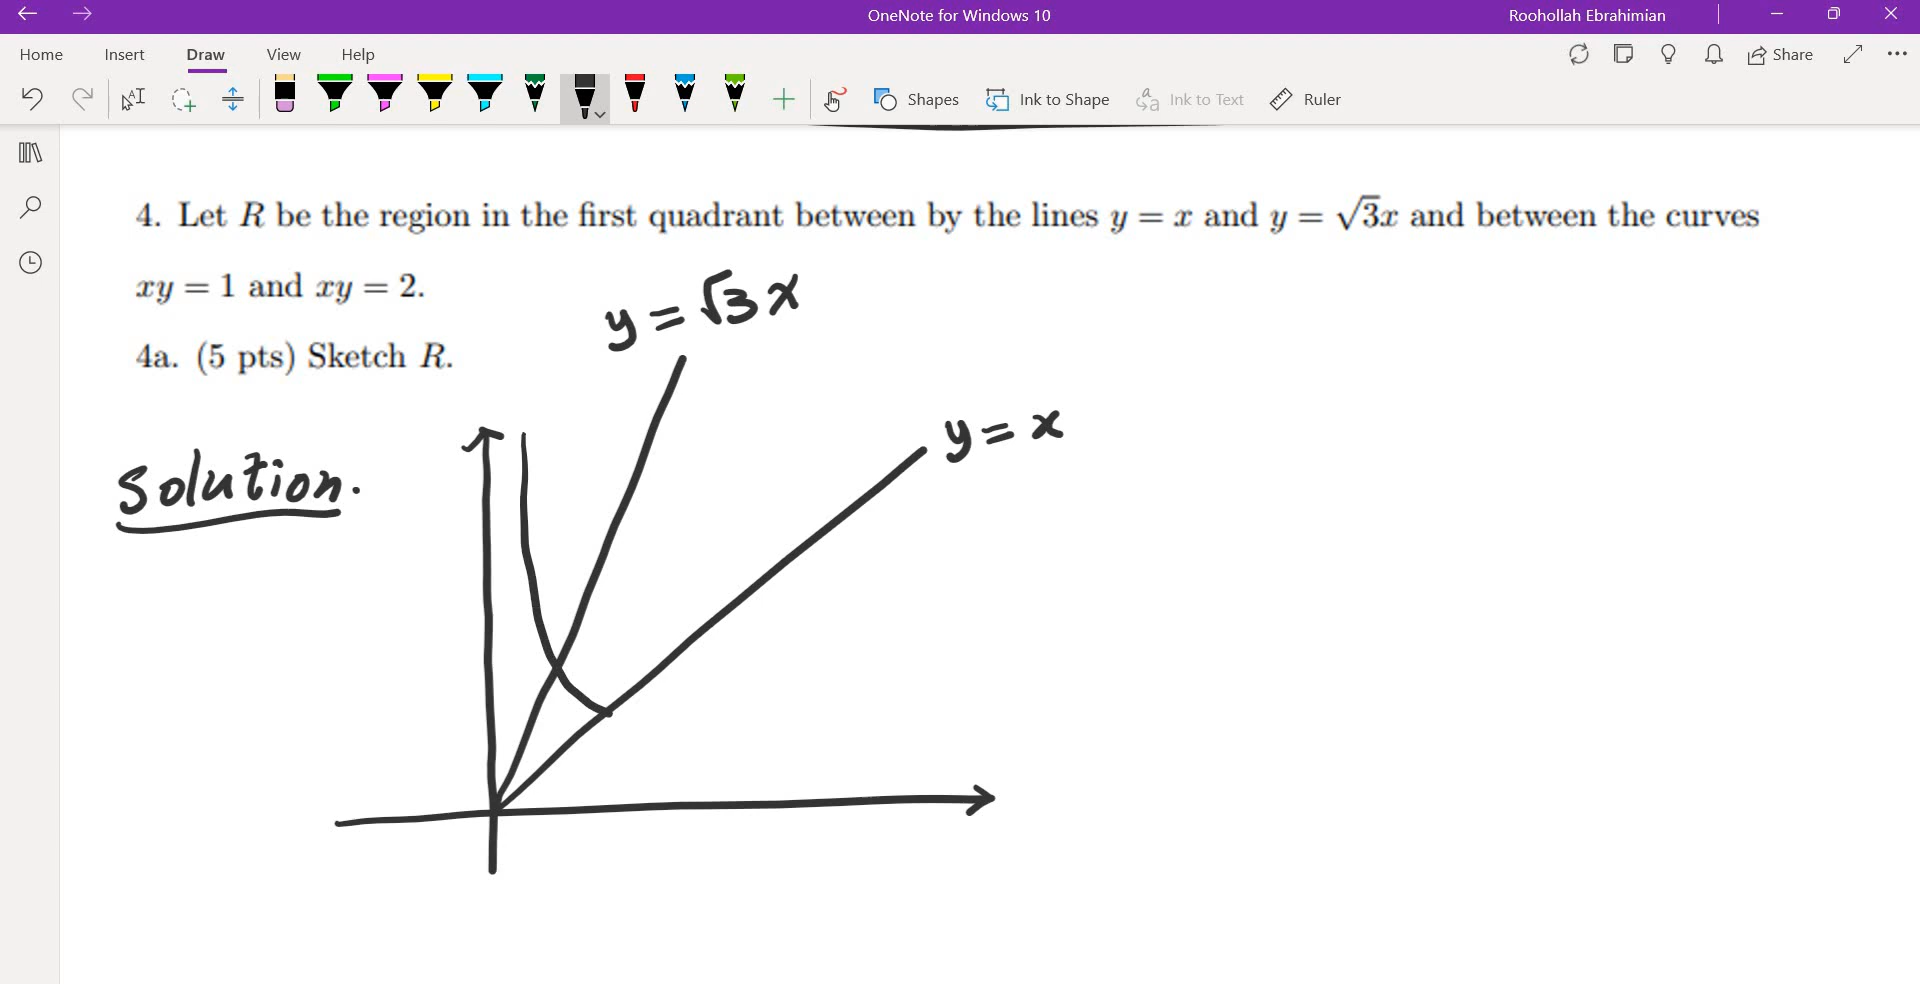 OneNote for Windows 10
Roohollah Ebrahimian
Home Insert Draw View Help
Share
Shapes Ink to Shape Ink to Text Ruler
4. Let R be the region in the first quadrant between by the lines y = x and y = √3x and between the curves
xy = 1 and xy = 2.
y = √3 x
4a. (5 pts) Sketch R.
y = x
Solution.